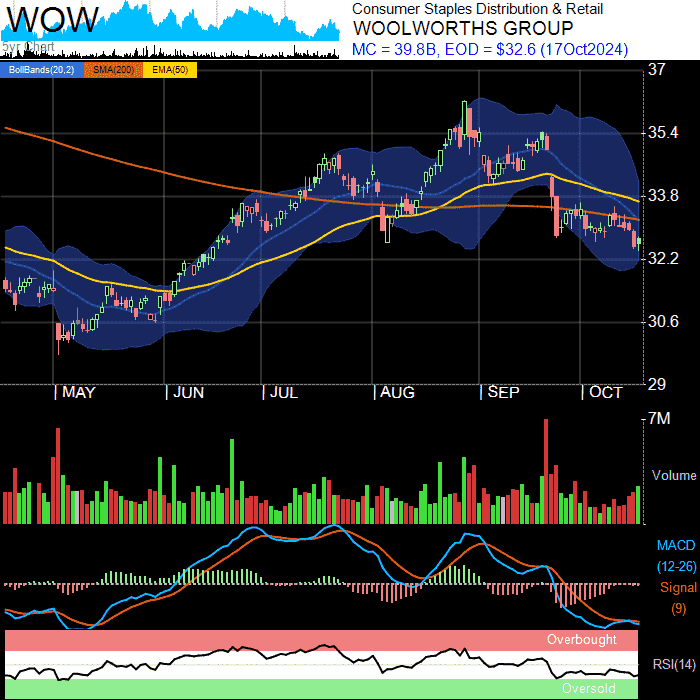 WOW
5yr Chart
Consumer Staples Distribution & Retail
WOOLWORTHS GROUP
MC = 39.8B, EOD = $32.6 (17Oct2024)
BollBands(20,2) SMA(200) EMA(50)
37
35.4
33.8
32.2
30.6
29
MAY JUN JUL AUG SEP OCT
7M
Volume
MACD
(12-26)
Signal
(9)
Overbought
RSI(14)
Oversold